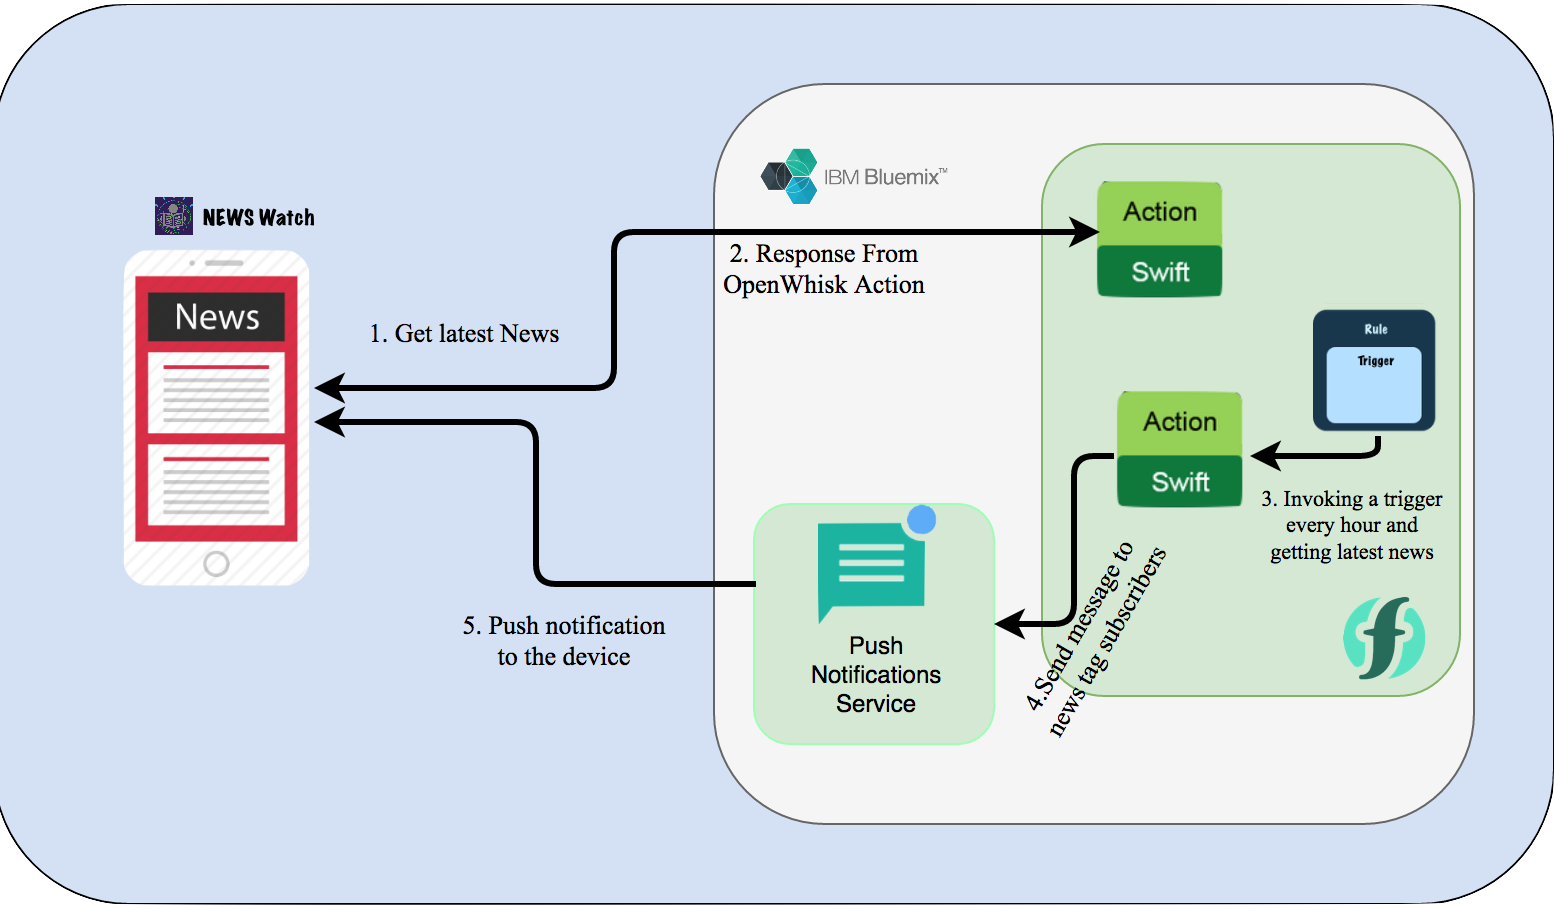 IBM Bluemix™
NEWS Watch
News
1. Get latest News
2. Response From
OpenWhisk Action
Action
Swift
Rule
Trigger
Action
Swift
3. Invoking a trigger
every hour and
getting latest news
4.Send message to
news tag subscribers
Push
Notifications
Service
5. Push notification
to the device